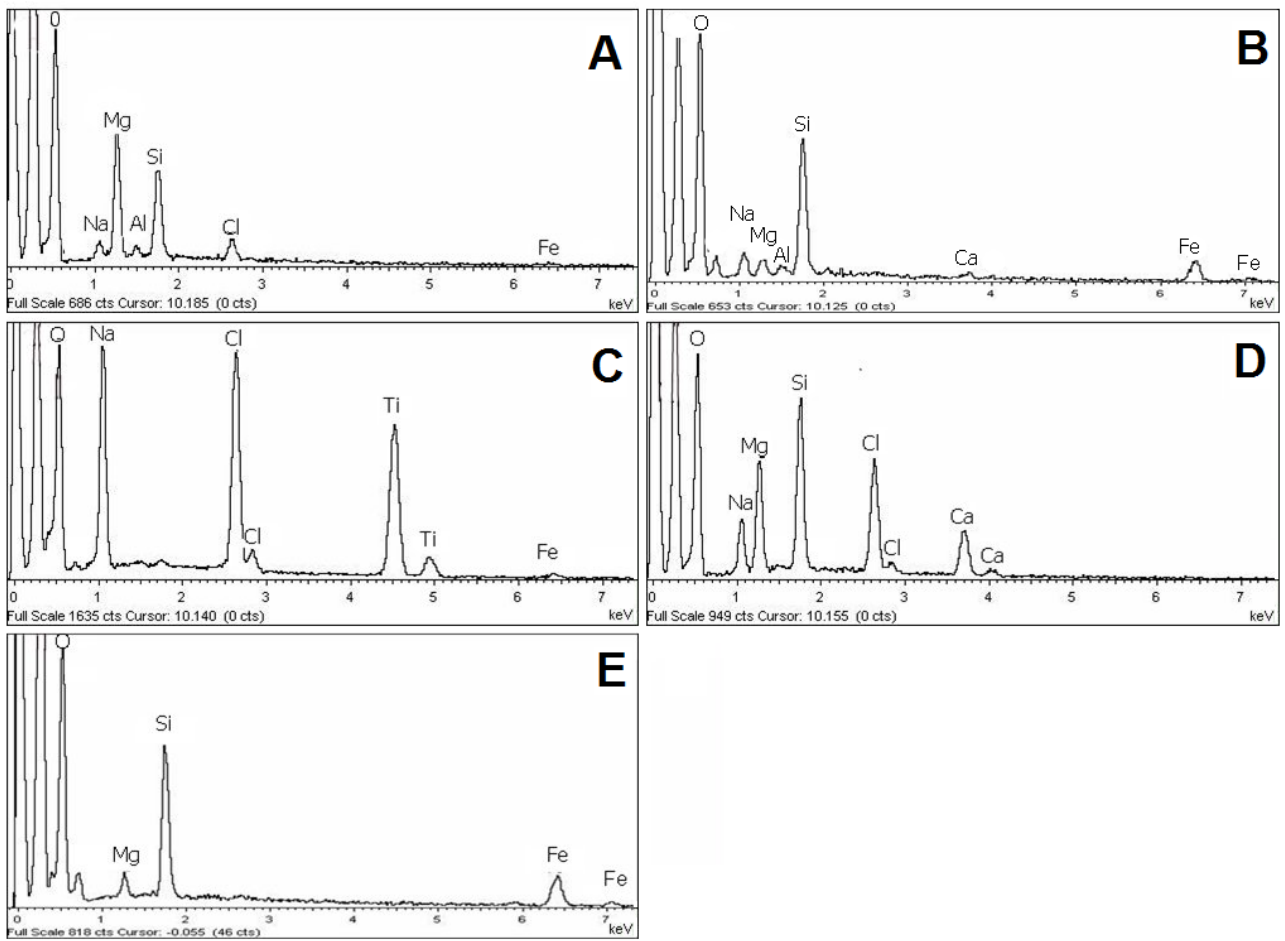 O
A
Mg
Si
Na
Al
Cl
Fe
0 1 2 3 4 5 6 7
Full Scale 686 cts Cursor: 10.185 (0 cts) keV
O
B
Si
Na
Mg
Al
Ca
Fe
Fe
0 1 2 3 4 5 6 7
Full Scale 653 cts Cursor: 10.125 (0 cts) keV
O Na Cl
C
Ti
Cl
Ti
Fe
0 1 2 3 4 5 6 7
Full Scale 1635 cts Cursor: 10.140 (0 cts) keV
O
D
Si
Mg
Cl
Na
Ca
Cl
Ca
0 1 2 3 4 5 6 7
Full Scale 949 cts Cursor: 10.155 (0 cts) keV
O
E
Si
Mg
Fe
Fe
0 1 2 3 4 5 6 7
Full Scale 818 cts Cursor: -0.055 (46 cts) keV